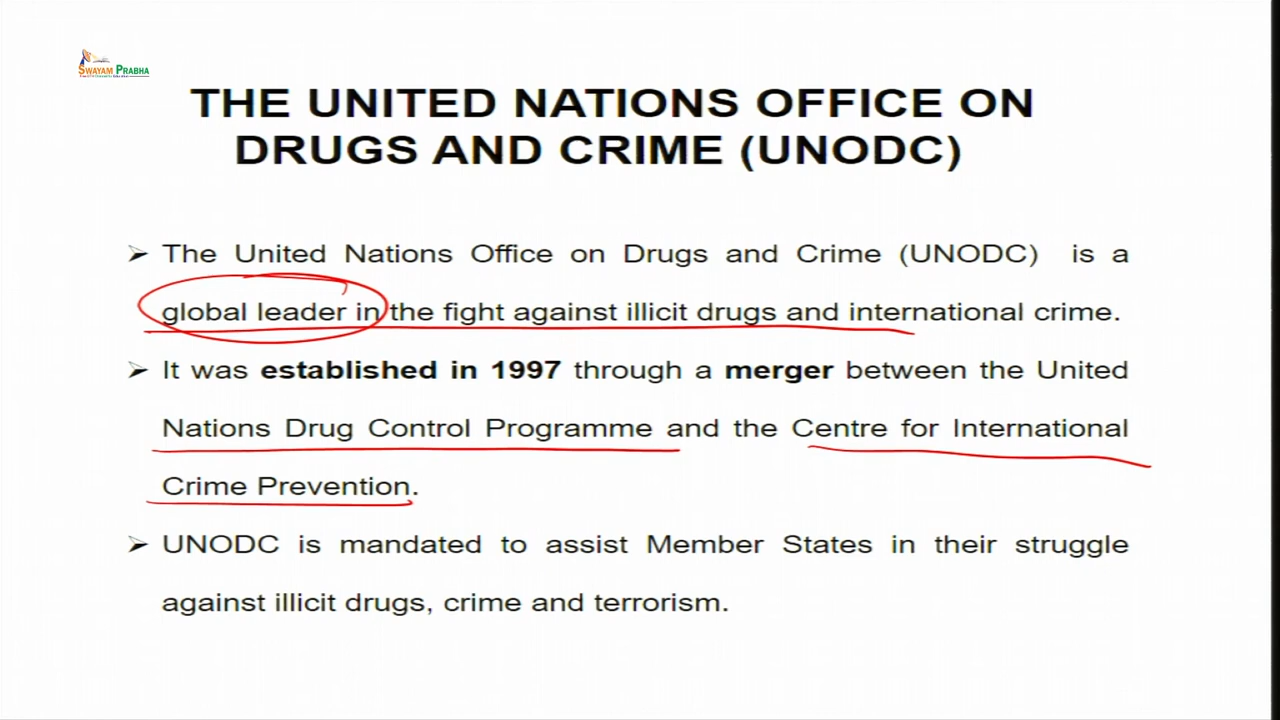 SWAYAM PRABHA
THE UNITED NATIONS OFFICE ON
DRUGS AND CRIME (UNODC)
➢ The United Nations Office on Drugs and Crime (UNODC) is a
global leader in the fight against illicit drugs and international crime.
➢ It was established in 1997 through a merger between the United
Nations Drug Control Programme and the Centre for International
Crime Prevention.
➢ UNODC is mandated to assist Member States in their struggle
against illicit drugs, crime and terrorism.